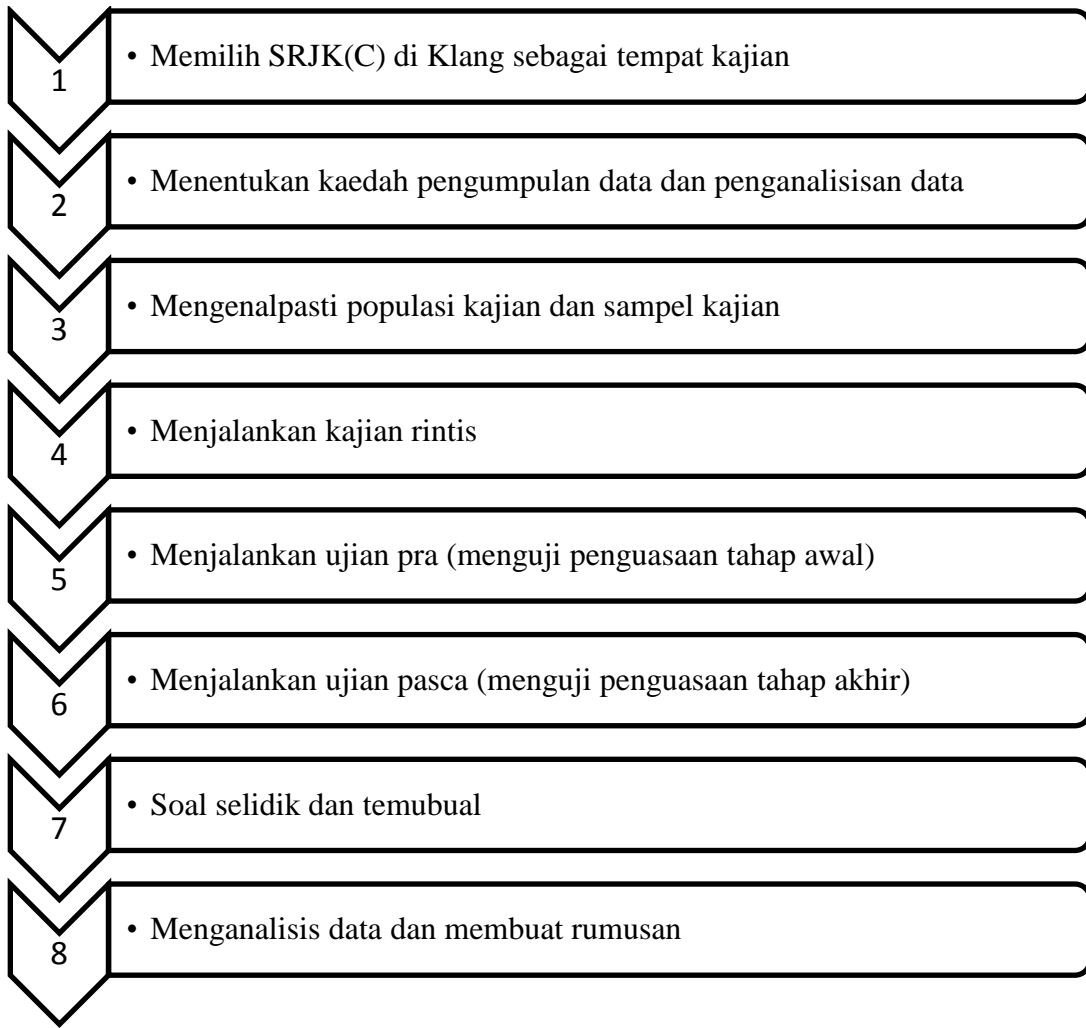 1
• Memilih SRJK(C) di Klang sebagai tempat kajian
2
• Menentukan kaedah pengumpulan data dan penganalisisan data
3
• Mengenalpasti populasi kajian dan sampel kajian
4
• Menjalankan kajian rintis
5
• Menjalankan ujian pra (menguji penguasaan tahap awal)
6
• Menjalankan ujian pasca (menguji penguasaan tahap akhir)
7
• Soal selidik dan temubual
8
• Menganalisis data dan membuat rumusan